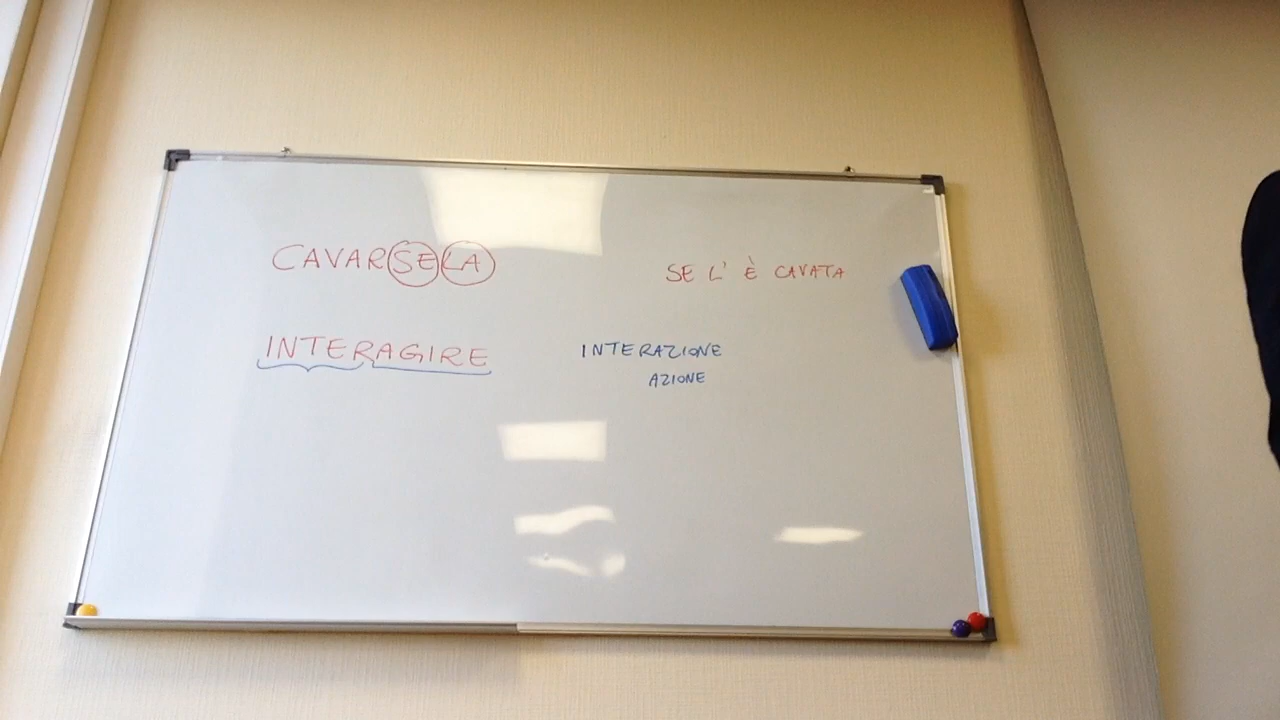 CAVARSELA
SE L' È CAVATA
INTERAGIRE
INTERAZIONE
AZIONE